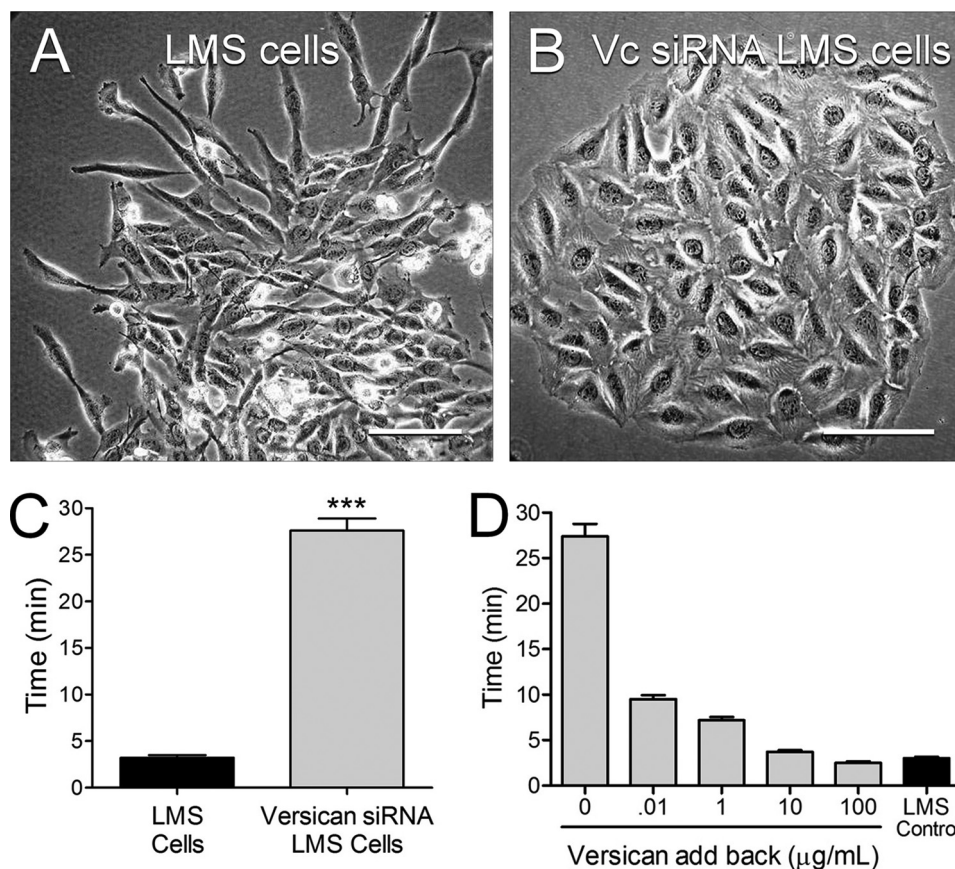 A LMS cells
B Vc siRNA LMS cells
C
30
25
20
15
10
5
0
Time (min)
***
LMS
Cells
Versican siRNA
LMS Cells
D
30
25
20
15
10
5
0
Time (min)
0 .01 1 10 100 LMS
Control
Versican add back (µg/mL)